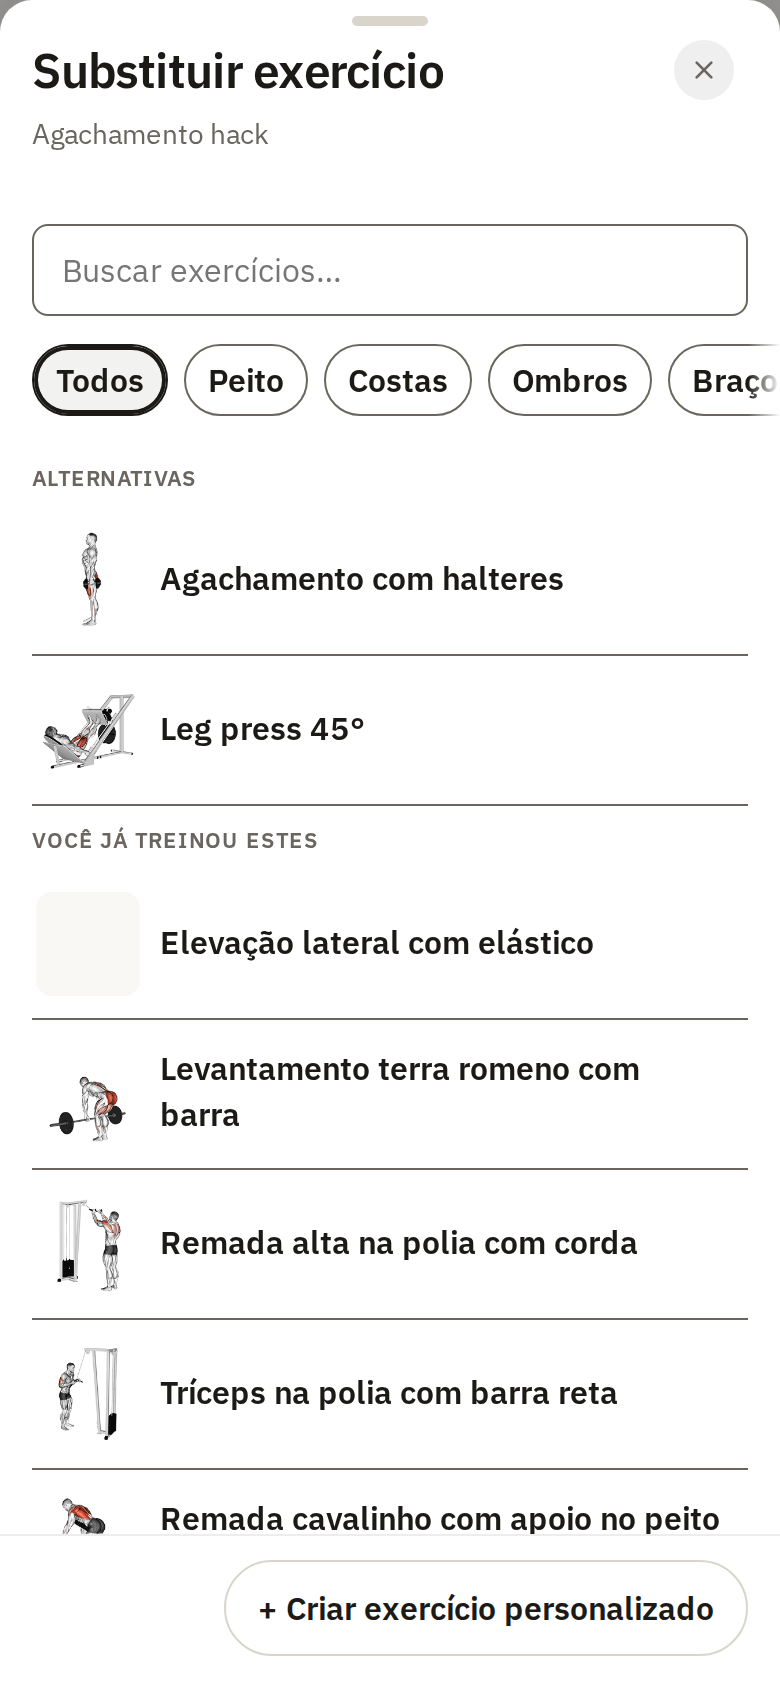 Substituir exercício
Agachamento hack
Buscar exercícios...
Todos
Peito
Costas
Ombros
Braço
ALTERNATIVAS
Agachamento com halteres
Leg press 45°
VOCÊ JÁ TREINOU ESTES
Elevação lateral com elástico
Levantamento terra romeno com
barra
Remada alta na polia com corda
Tríceps na polia com barra reta
Remada cavalinho com apoio no peito
+ Criar exercício personalizado